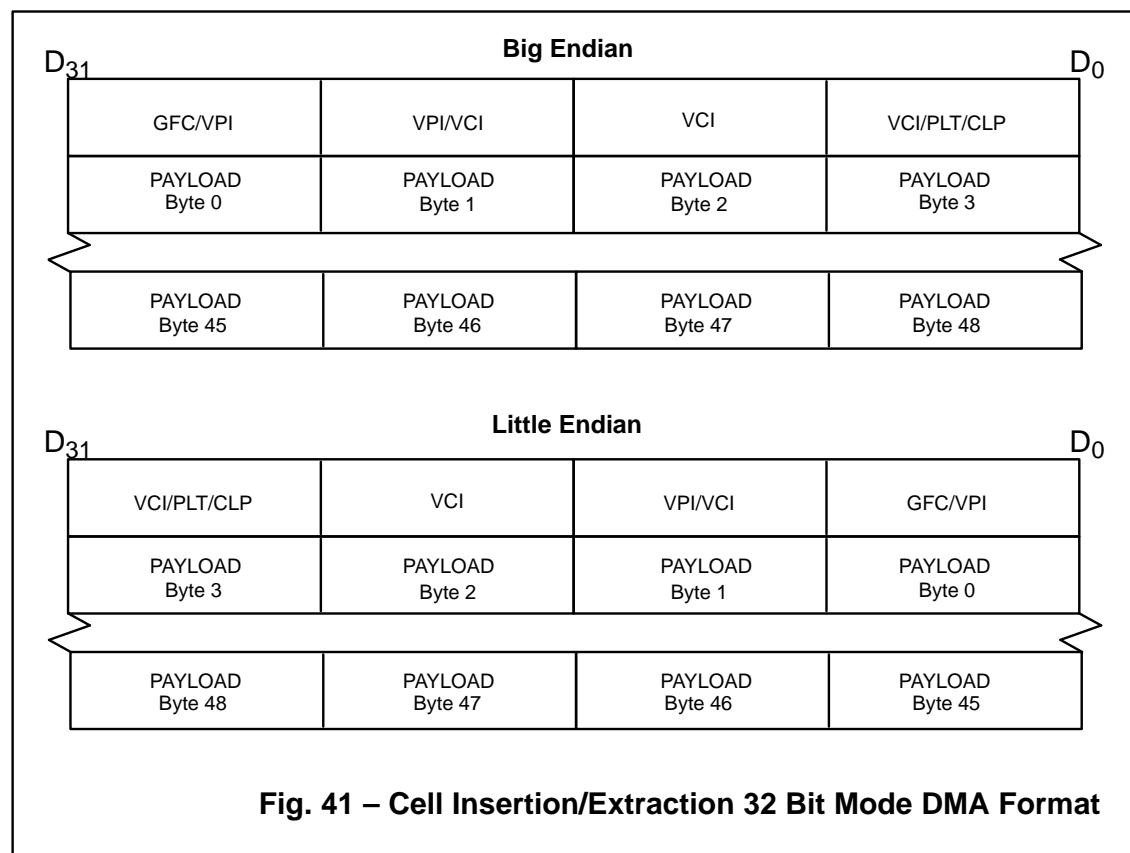 Big Endian
D31 D0
GFC/VPI VPI/VCI VCI VCI/PLT/CLP
PAYLOAD PAYLOAD PAYLOAD PAYLOAD
Byte 0 Byte 1 Byte 2 Byte 3
PAYLOAD PAYLOAD PAYLOAD PAYLOAD
Byte 45 Byte 46 Byte 47 Byte 48
Little Endian
D31 D0
VCI/PLT/CLP VCI VPI/VCI GFC/VPI
PAYLOAD PAYLOAD PAYLOAD PAYLOAD
Byte 3 Byte 2 Byte 1 Byte 0
PAYLOAD PAYLOAD PAYLOAD PAYLOAD
Byte 48 Byte 47 Byte 46 Byte 45
Fig. 41 – Cell Insertion/Extraction 32 Bit Mode DMA Format